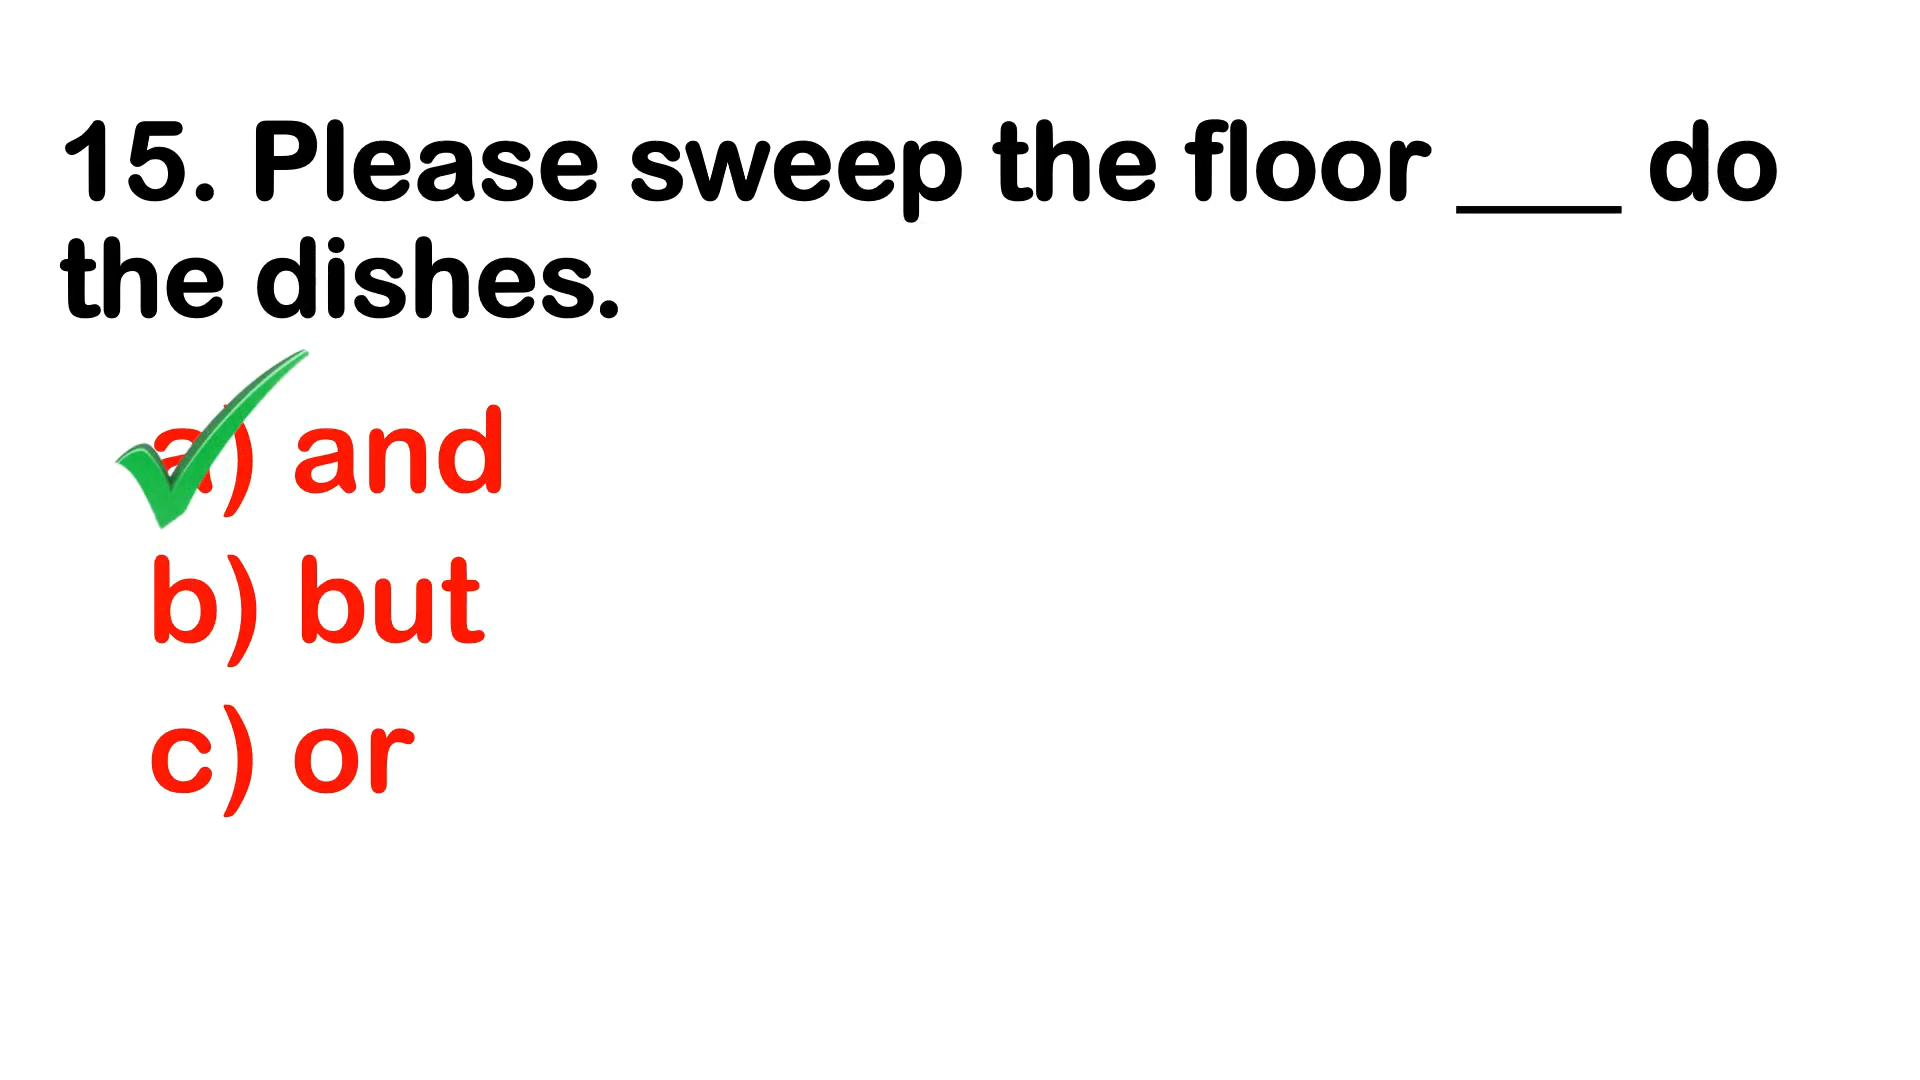 15. Please sweep the floor ___ do
the dishes.
a) and
b) but
c) or